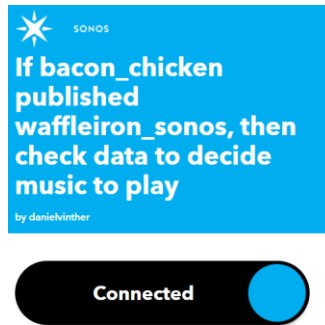 SONOS
If bacon_chicken
published
waffleiron_sonos, then
check data to decide
music to play
by danielvinther
Connected